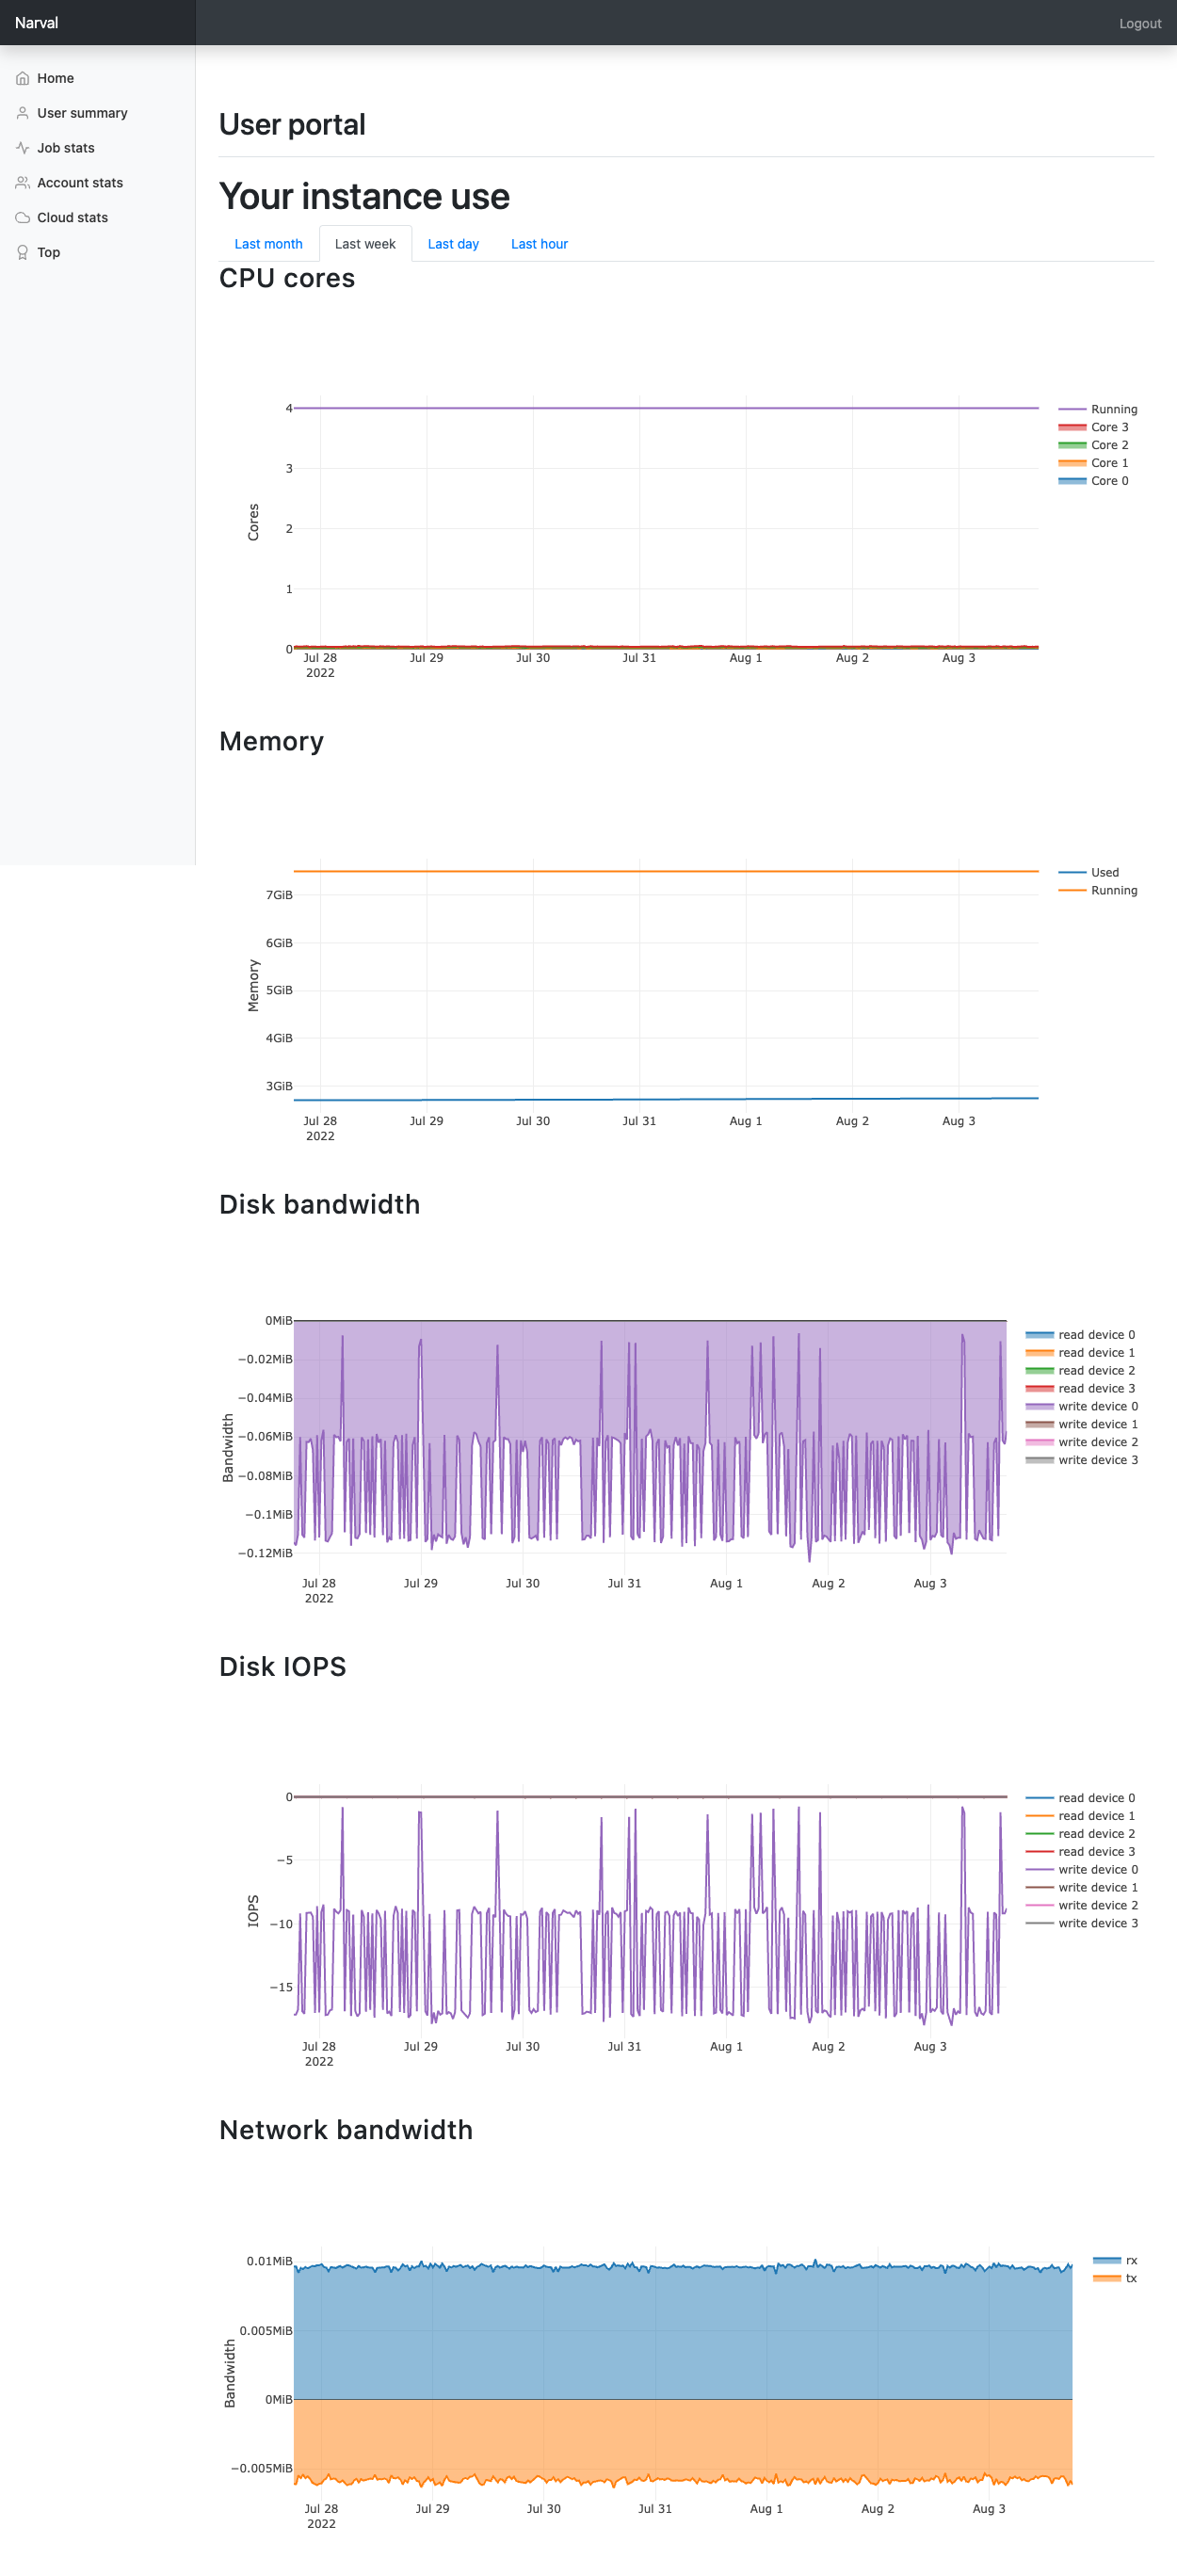 Narval
Logout
Home
User summary
Job stats
Account stats
Cloud stats
Top
User portal
Your instance use
Last month
Last week
Last day
Last hour
CPU cores
4
3
2
1
0
Cores
Jul 28
2022
Jul 29
Jul 30
Jul 31
Aug 1
Aug 2
Aug 3
Running
Core 3
Core 2
Core 1
Core 0
Memory
7GiB
6GiB
5GiB
4GiB
3GiB
Memory
Jul 28
2022
Jul 29
Jul 30
Jul 31
Aug 1
Aug 2
Aug 3
Used
Running
Disk bandwidth
0MiB
−0.02MiB
−0.04MiB
−0.06MiB
−0.08MiB
−0.1MiB
−0.12MiB
Bandwidth
Jul 28
2022
Jul 29
Jul 30
Jul 31
Aug 1
Aug 2
Aug 3
read device 0
read device 1
read device 2
read device 3
write device 0
write device 1
write device 2
write device 3
Disk IOPS
0
−5
−10
−15
IOPS
Jul 28
2022
Jul 29
Jul 30
Jul 31
Aug 1
Aug 2
Aug 3
read device 0
read device 1
read device 2
read device 3
write device 0
write device 1
write device 2
write device 3
Network bandwidth
0.01MiB
0.005MiB
0MiB
−0.005MiB
Bandwidth
Jul 28
2022
Jul 29
Jul 30
Jul 31
Aug 1
Aug 2
Aug 3
rx
tx